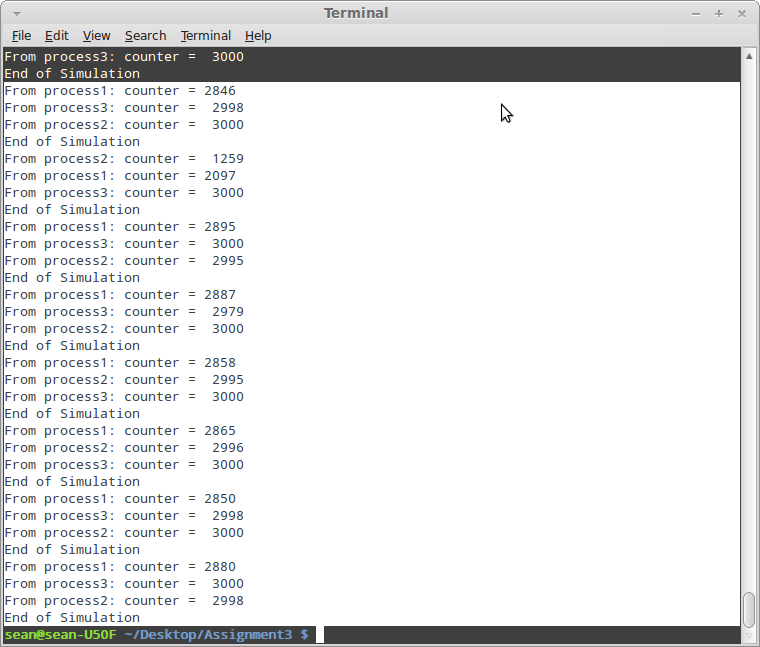 Terminal
File Edit View Search Terminal Help
From process3: counter =  3000
End of Simulation
From process1: counter = 2846
From process3: counter =  2998
From process2: counter =  3000
End of Simulation
From process2: counter =  1259
From process1: counter = 2097
From process3: counter =  3000
End of Simulation
From process1: counter = 2895
From process3: counter =  3000
From process2: counter =  2995
End of Simulation
From process1: counter = 2887
From process3: counter =  2979
From process2: counter =  3000
End of Simulation
From process1: counter = 2858
From process2: counter =  2995
From process3: counter =  3000
End of Simulation
From process1: counter = 2865
From process2: counter =  2996
From process3: counter =  3000
End of Simulation
From process1: counter = 2850
From process3: counter =  2998
From process2: counter =  3000
End of Simulation
From process1: counter = 2880
From process3: counter =  3000
From process2: counter =  2998
End of Simulation
sean@sean-U50F ~/Desktop/Assignment3 $